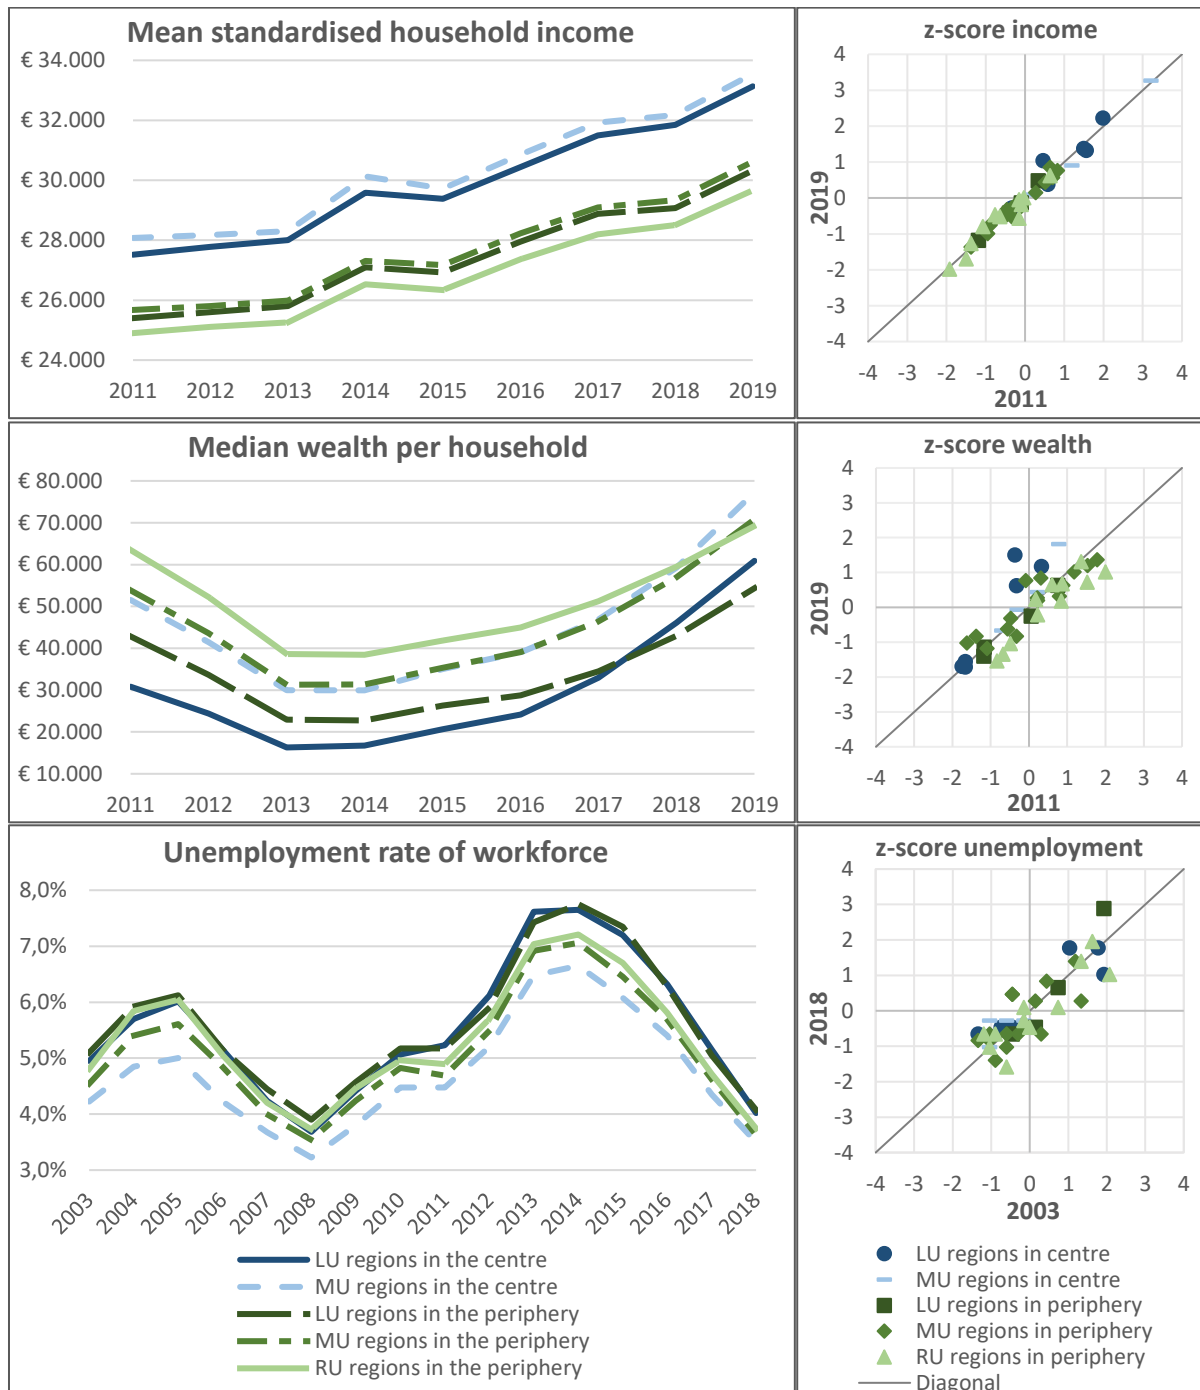 Mean standardised household income
€ 34.000
€ 32.000
€ 30.000
€ 28.000
€ 26.000
€ 24.000
2011 2012 2013 2014 2015 2016 2017 2018 2019
z-score income
4
3
2
1
0
-1
-2
-3
-4
2019
-4 -3 -2 -1 0 1 2 3 4
2011
Median wealth per household
€ 80.000
€ 70.000
€ 60.000
€ 50.000
€ 40.000
€ 30.000
€ 20.000
€ 10.000
2011 2012 2013 2014 2015 2016 2017 2018 2019
z-score wealth
4
3
2
1
0
-1
-2
-3
-4
2019
-4 -3 -2 -1 0 1 2 3 4
2011
Unemployment rate of workforce
8,0%
7,0%
6,0%
5,0%
4,0%
3,0%
2003 2004 2005 2006 2007 2008 2009 2010 2011 2012 2013 2014 2015 2016 2017 2018
LU regions in the centre
MU regions in the centre
LU regions in the periphery
MU regions in the periphery
RU regions in the periphery
z-score unemployment
4
3
2
1
0
-1
-2
-3
-4
2018
-4 -3 -2 -1 0 1 2 3 4
2003
LU regions in centre
MU regions in centre
LU regions in periphery
MU regions in periphery
RU regions in periphery
Diagonal